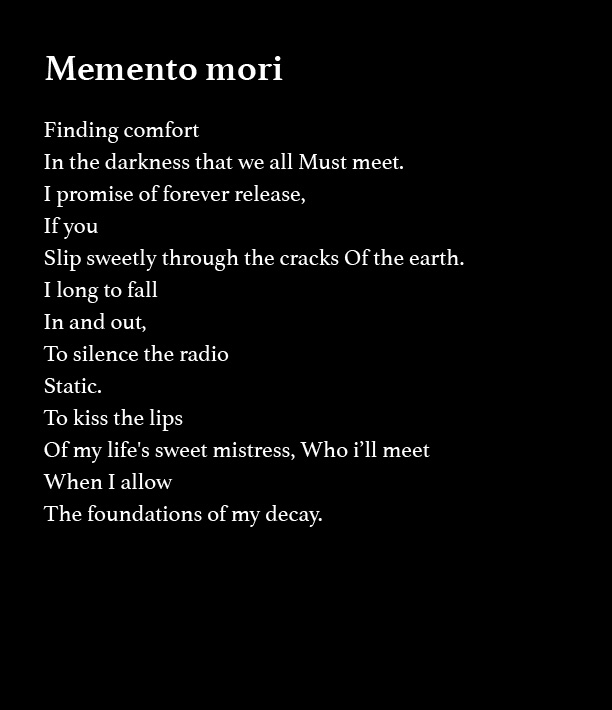 Memento mori
Finding comfort
In the darkness that we all Must meet.
I promise of forever release,
If you
Slip sweetly through the cracks Of the earth.
I long to fall
In and out,
To silence the radio
Static.
To kiss the lips
Of my life's sweet mistress, Who i’ll meet
When I allow
The foundations of my decay.